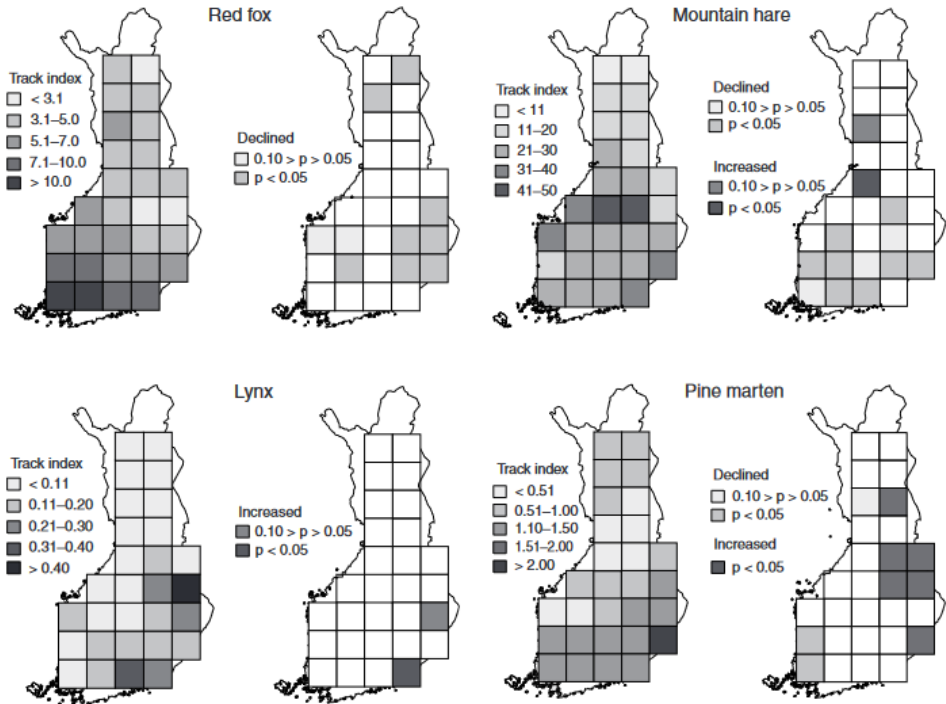 Red fox
Track index
< 3.1
3.1–5.0
5.1–7.0
7.1–10.0
> 10.0
Declined
0.10 > p > 0.05
p < 0.05
Mountain hare
Track index
< 11
11–20
21–30
31–40
41–50
Declined
0.10 > p > 0.05
p < 0.05
Increased
0.10 > p > 0.05
p < 0.05
Lynx
Track index
< 0.11
0.11–0.20
0.21–0.30
0.31–0.40
> 0.40
Increased
0.10 > p > 0.05
p < 0.05
Pine marten
Track index
< 0.51
0.51–1.00
1.10–1.50
1.51–2.00
> 2.00
Declined
0.10 > p > 0.05
p < 0.05
Increased
p < 0.05